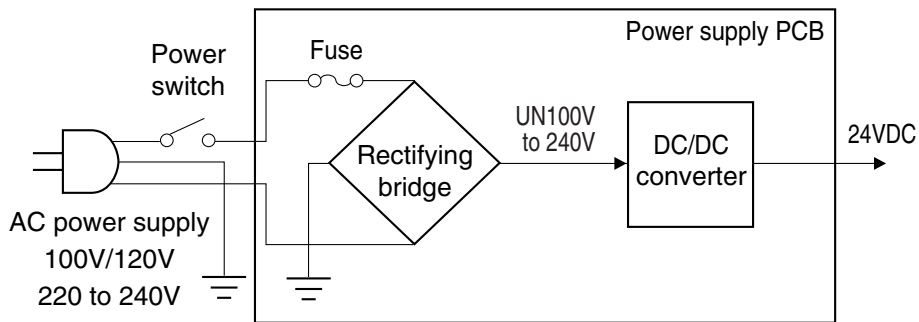 Power supply PCB
Power
switch
Fuse
Rectifying
bridge
UN100V
to 240V
DC/DC
converter
24VDC
AC power supply
100V/120V
220 to 240V